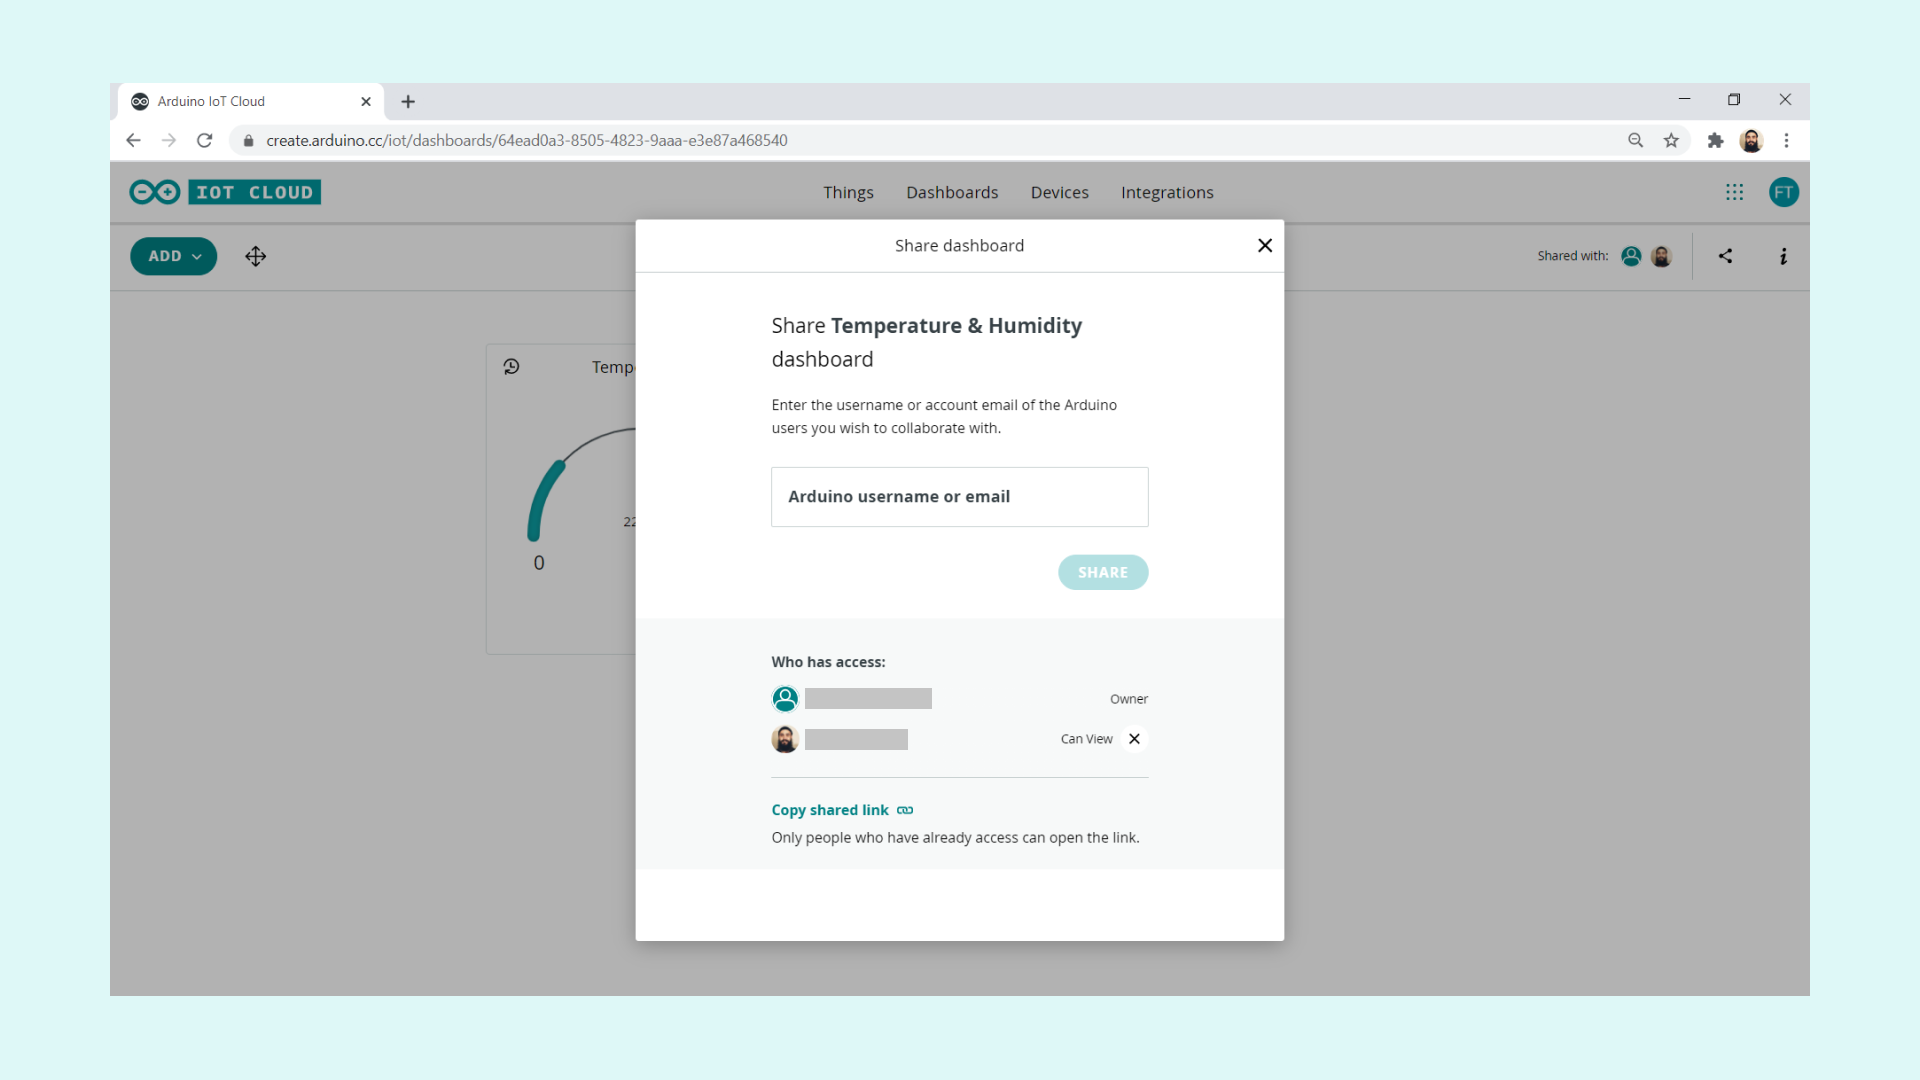 Arduino IoT Cloud
create.arduino.cc/iot/dashboards/64ead0a3-8505-4823-9aaa-e3e87a468540
IOT CLOUD
Things
Dashboards
Devices
Integrations
FT
ADD
Share dashboard
Shared with:
i
Share Temperature & Humidity
dashboard
Temp
Enter the username or account email of the Arduino
users you wish to collaborate with.
Arduino username or email
22
0
SHARE
Who has access:
Owner
Can View
Copy shared link
Only people who have already access can open the link.